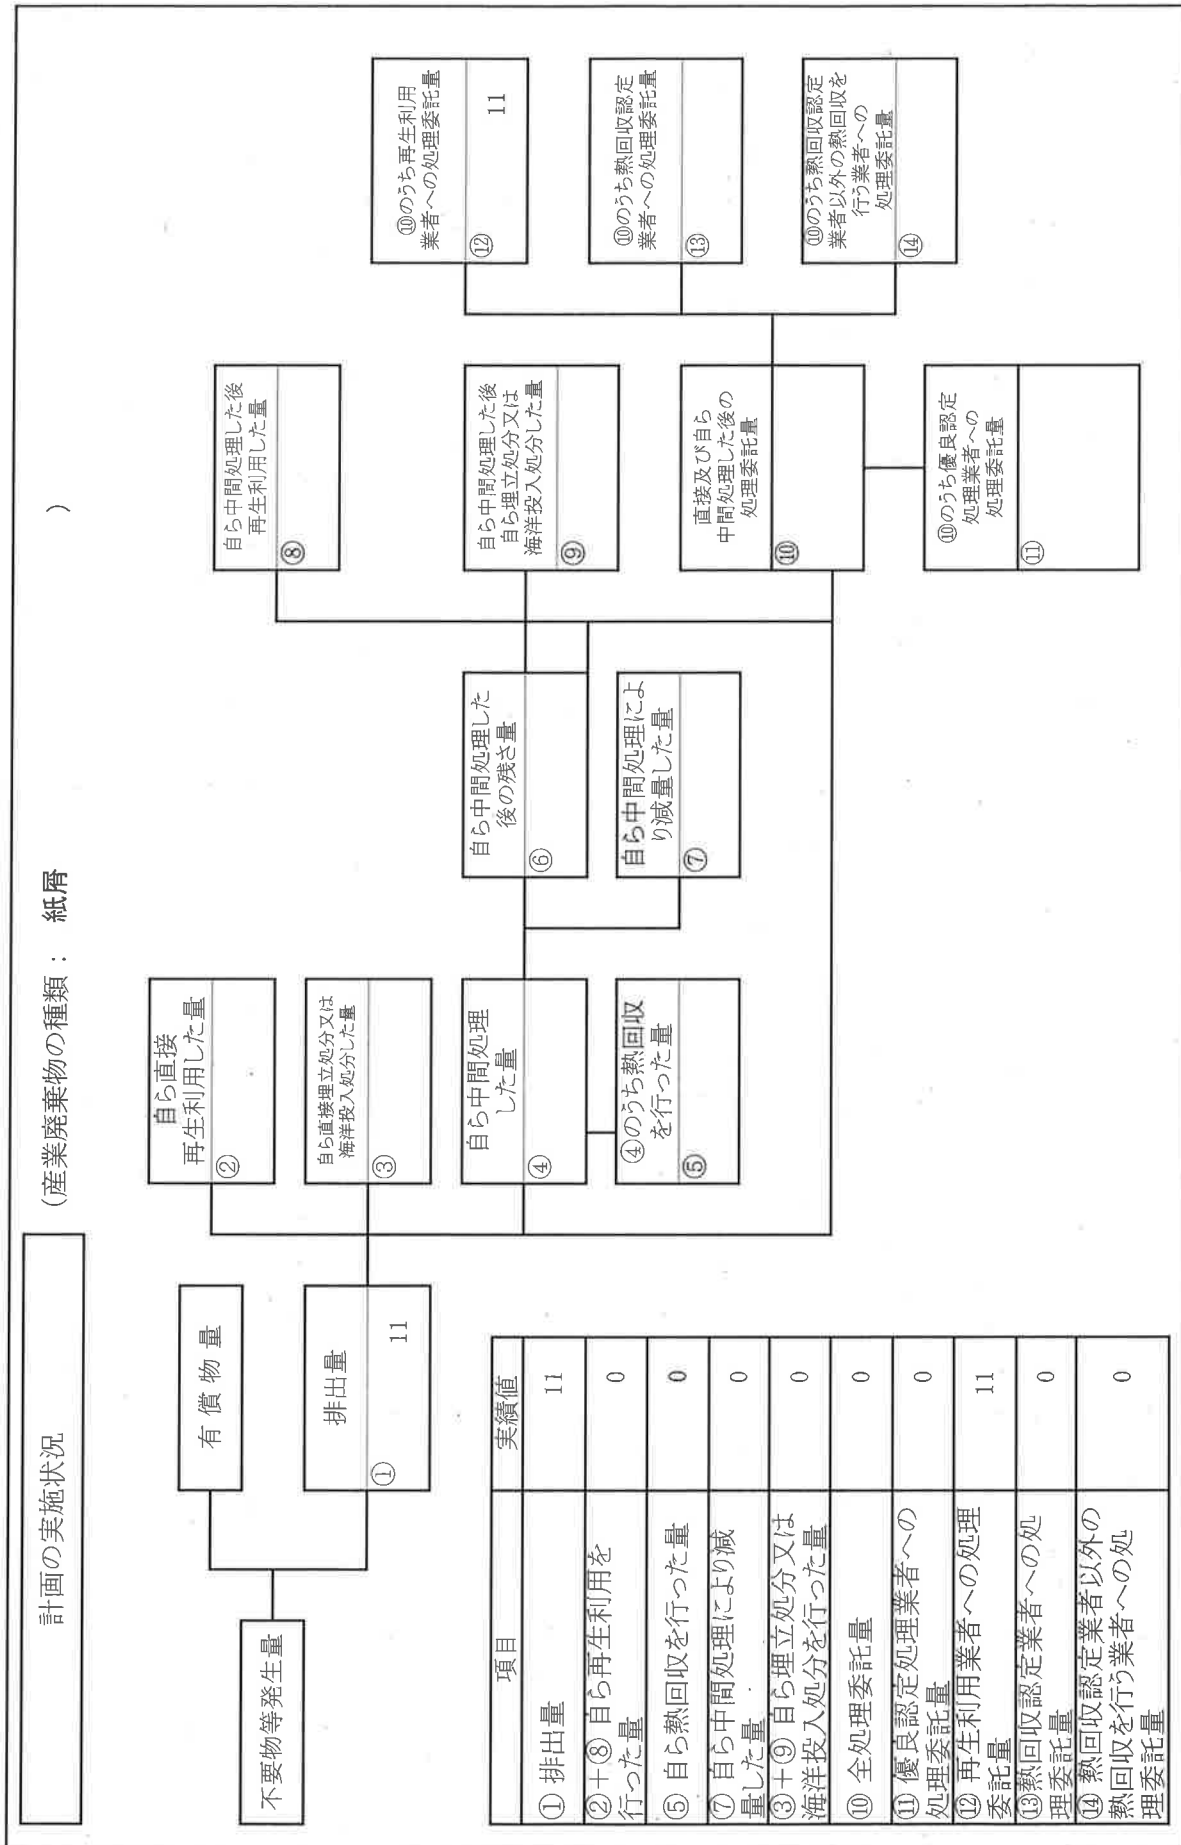 計画の実施状況
(産業廃棄物の種類： 紙屑 )
不要物等発生量
有償物量
排出量
① 11
自ら直接
再生利用した量
②
自ら直接埋立処分又は
海洋投入処分した量
③
自ら中間処理
した量
④
④のうち熱回収
を行った量
⑤
自ら中間処理した
後の残さ量
⑥
自ら中間処理によ
り減量した量
⑦
自ら中間処理した後
再生利用した量
⑧
自ら中間処理した後
自ら埋立処分又は
海洋投入処分した量
⑨
直接及び自ら
中間処理した後の
処理委託量
⑩
⑩のうち優良認定
処理業者への
処理委託量
⑪
⑩のうち再生利用
業者への処理委託量
⑫ 11
⑩のうち熱回収認定
業者への処理委託量
⑬
⑩のうち熱回収認定
業者以外の熱回収を
行う業者への
処理委託量
⑭
項目 実績値
① 排出量 11
②＋⑧ 自ら再生利用を
行った量 0
⑤ 自ら熱回収を行った量 0
⑦ 自ら中間処理により減
量した量 0
③＋⑨ 自ら埋立処分又は
海洋投入処分を行った量 0
⑩ 全処理委託量 0
⑪ 優良認定処理業者への
処理委託量 0
⑫ 再生利用業者への処理
委託量 11
⑬熱回収認定業者への処
理委託量 0
⑭ 熱回収認定業者以外の
熱回収を行う業者への処
理委託量 0